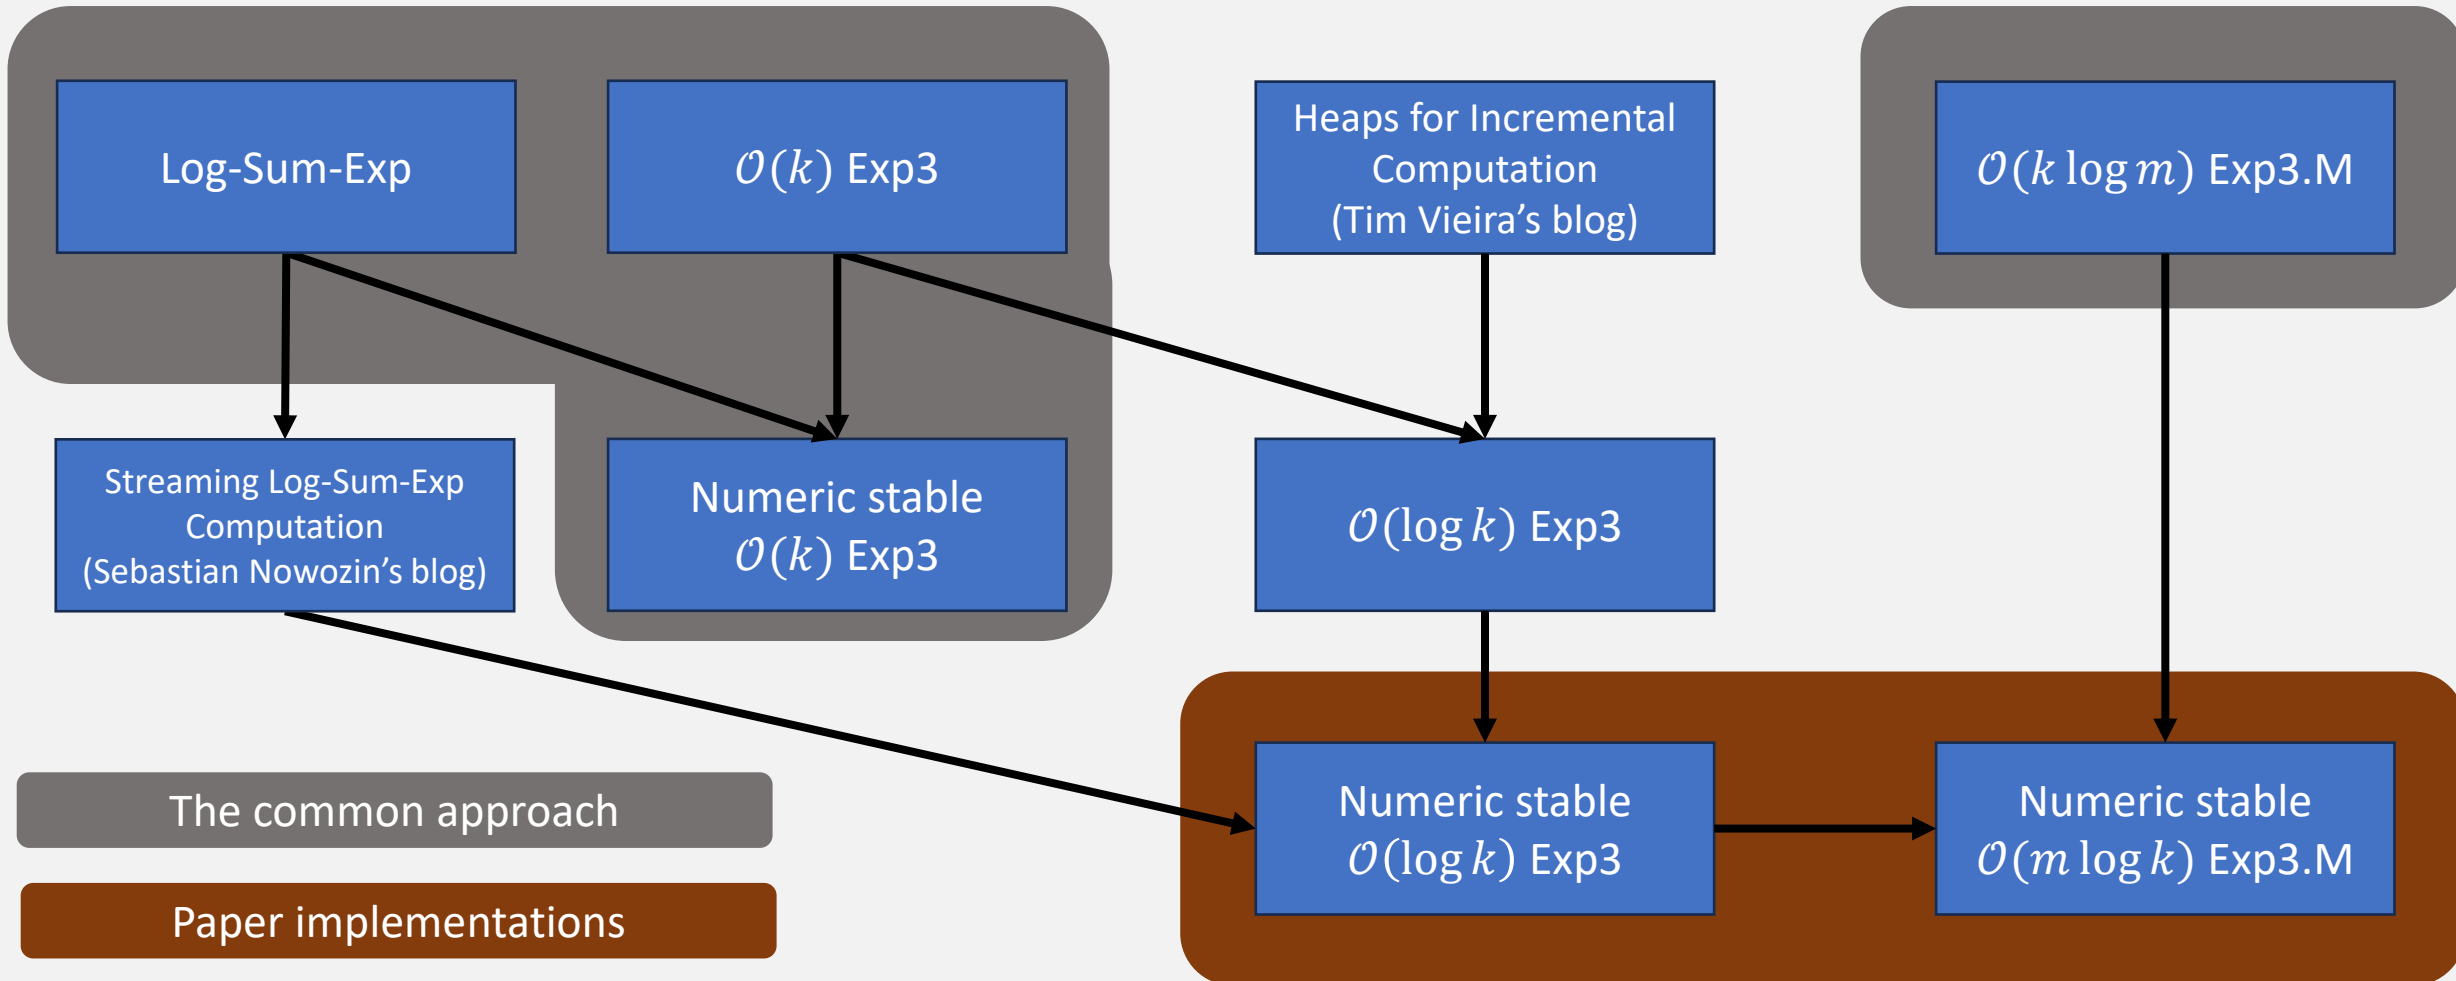 Log-Sum-Exp
𝒪(k) Exp3
Heaps for Incremental
Computation
(Tim Vieira’s blog)
𝒪(k log m) Exp3.M
Streaming Log-Sum-Exp
Computation
(Sebastian Nowozin’s blog)
Numeric stable
𝒪(k) Exp3
𝒪(log k) Exp3
Numeric stable
𝒪(log k) Exp3
Numeric stable
𝒪(m log k) Exp3.M
The common approach
Paper implementations